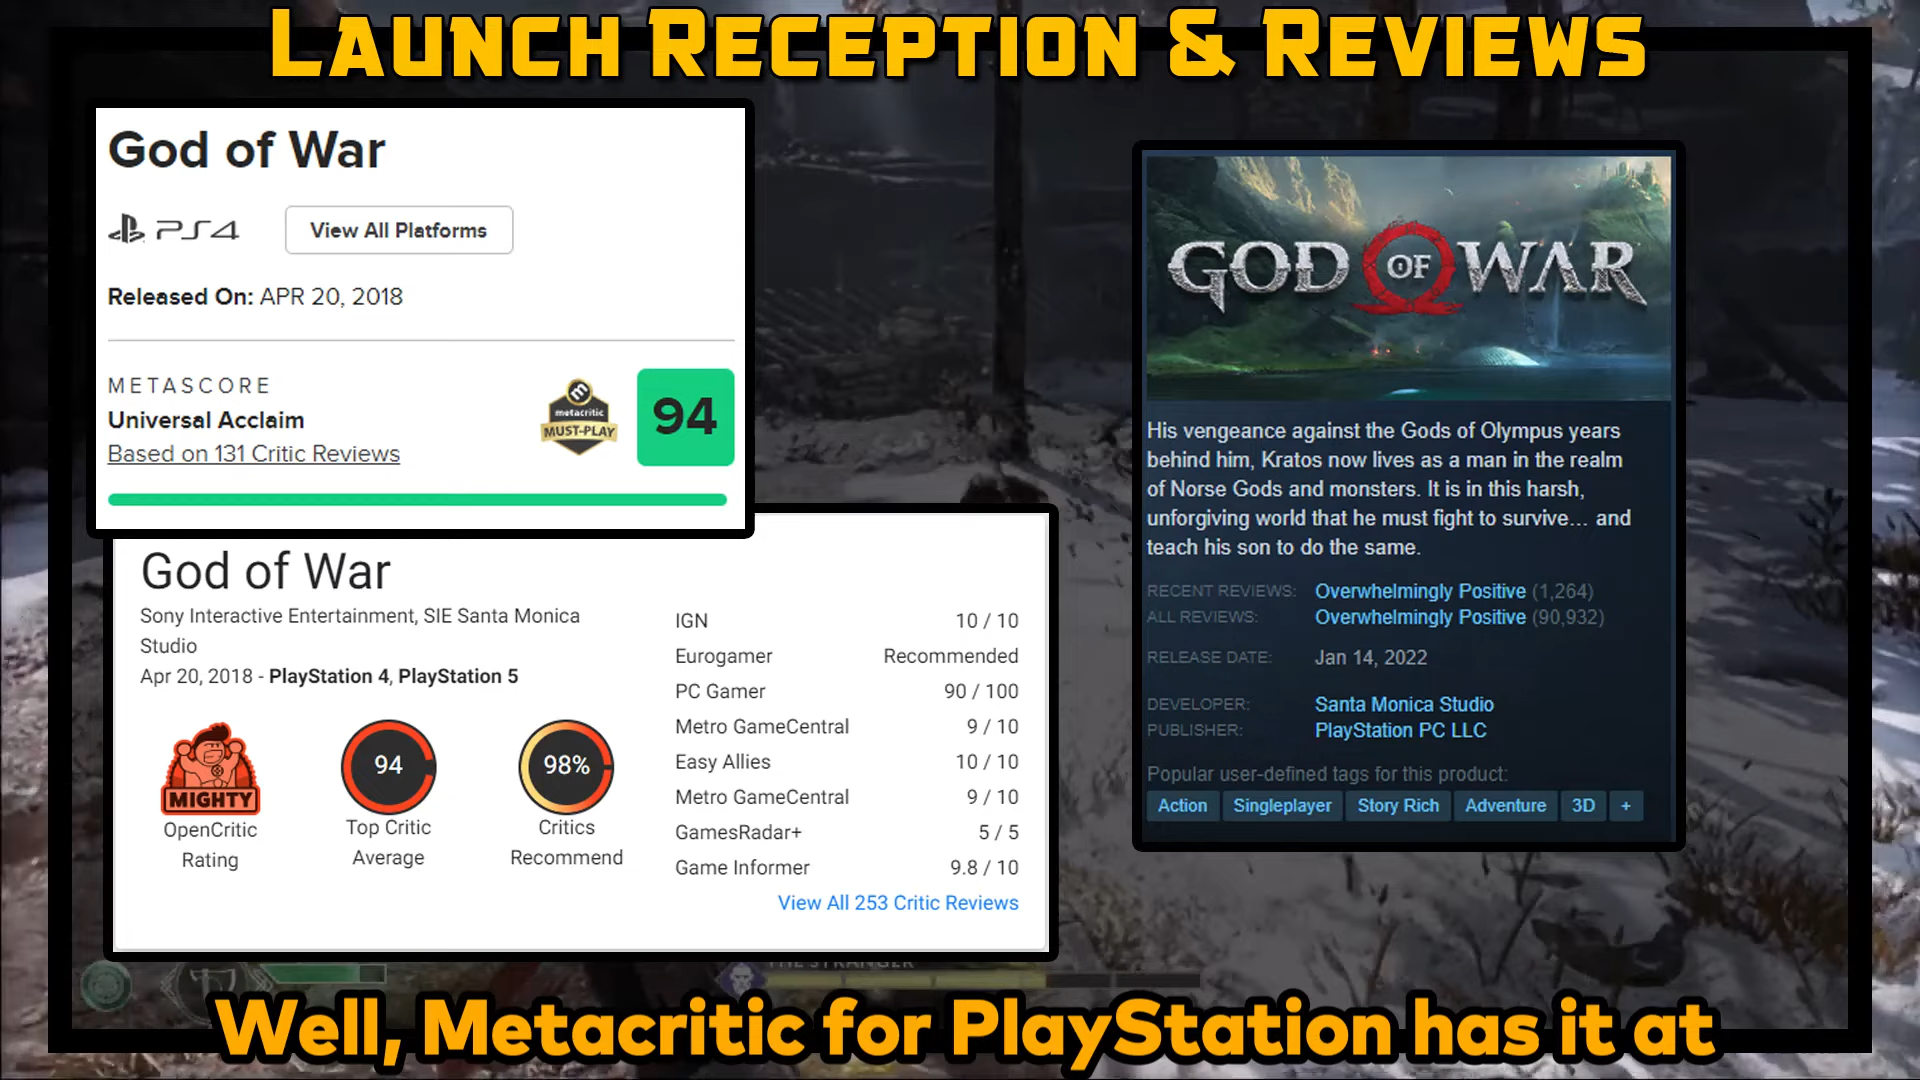 LAUNCH RECEPTION & REVIEWS
God of War
PS4
View All Platforms
Released On: APR 20, 2018
METASCORE
Universal Acclaim
Based on 131 Critic Reviews
metacritic
MUST-PLAY
94
God of War
Sony Interactive Entertainment, SIE Santa Monica
Studio
Apr 20, 2018 - PlayStation 4, PlayStation 5
MIGHTY
OpenCritic
Rating
94
Top Critic
Average
98%
Critics
Recommend
IGN 10 / 10
Eurogamer Recommended
PC Gamer 90 / 100
Metro GameCentral 9 / 10
Easy Allies 10 / 10
Metro GameCentral 9 / 10
GamesRadar+ 5 / 5
Game Informer 9.8 / 10
View All 253 Critic Reviews
GOD OF WAR
His vengeance against the Gods of Olympus years
behind him, Kratos now lives as a man in the realm
of Norse Gods and monsters. It is in this harsh,
unforgiving world that he must fight to survive… and
teach his son to do the same.
RECENT REVIEWS: Overwhelmingly Positive (1,264)
ALL REVIEWS: Overwhelmingly Positive (90,932)
RELEASE DATE: Jan 14, 2022
DEVELOPER: Santa Monica Studio
PUBLISHER: PlayStation PC LLC
Popular user-defined tags for this product:
Action Singleplayer Story Rich Adventure 3D +
THE STRANGER
Well, Metacritic for PlayStation has it at